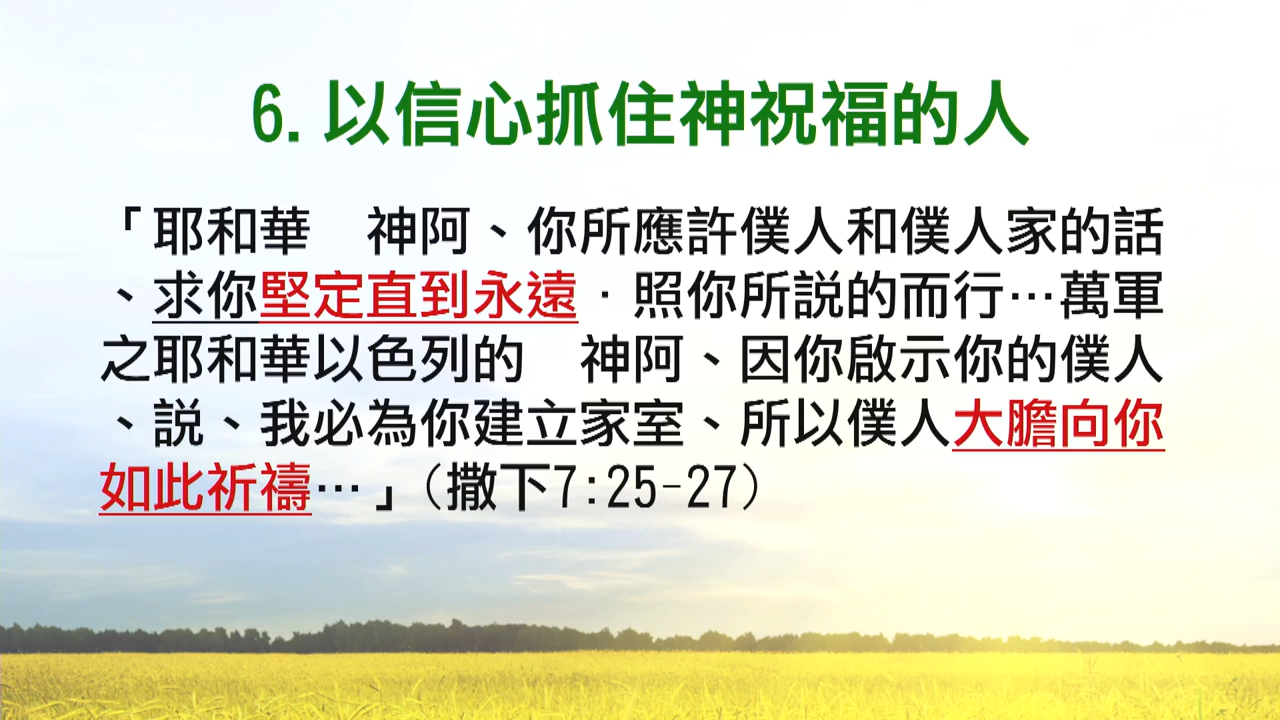 6.以信心抓住神祝福的人
「耶和華　神阿、你所應許僕人和僕人家的話
、求你堅定直到永遠．照你所説的而行…萬軍
之耶和華以色列的　神阿、因你啟示你的僕人
、説、我必為你建立家室、所以僕人大膽向你
如此祈禱…」(撒下7:25-27)